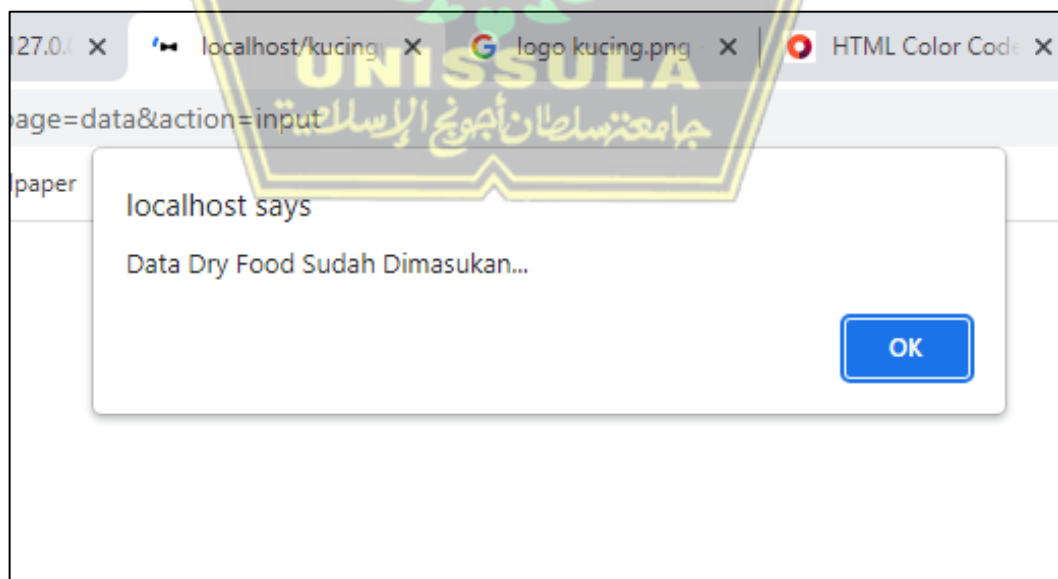 127.0.0
localhost/kucing
logo kucing.png
HTML Color Code
UNISSULA
page=data&action=input
جامعة سلطان أجونج الإسلامية
lpaper
localhost says
Data Dry Food Sudah Dimasukan...
OK